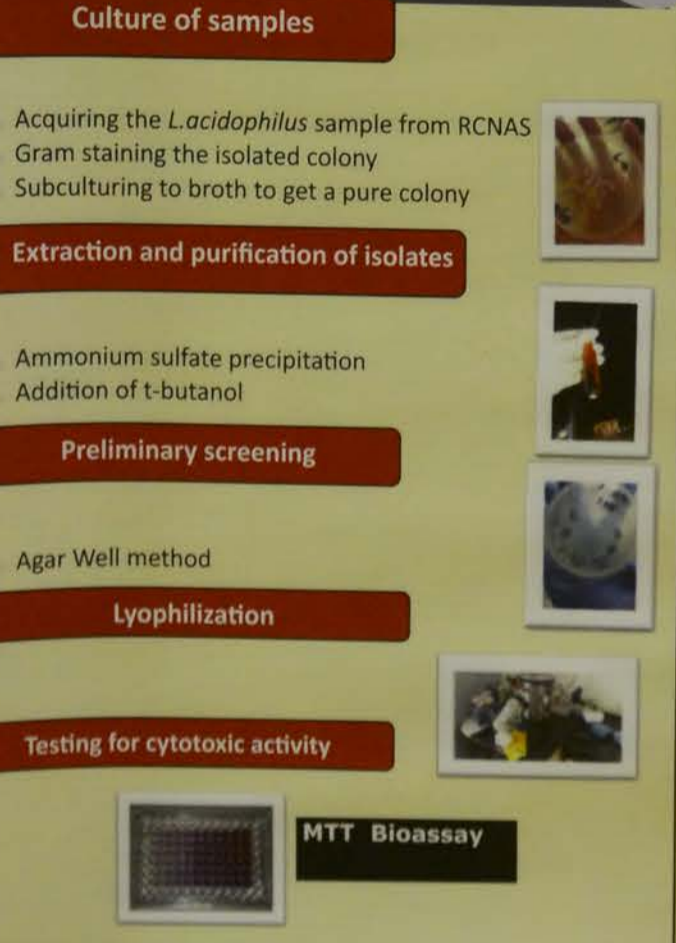 Culture of samples
Acquiring the L.acidophilus sample from RCNAS
Gram staining the isolated colony
Subculturing to broth to get a pure colony
Extraction and purification of isolates
Ammonium sulfate precipitation
Addition of t-butanol
Preliminary screening
Agar Well method
Lyophilization
Testing for cytotoxic activity
MTT Bioassay